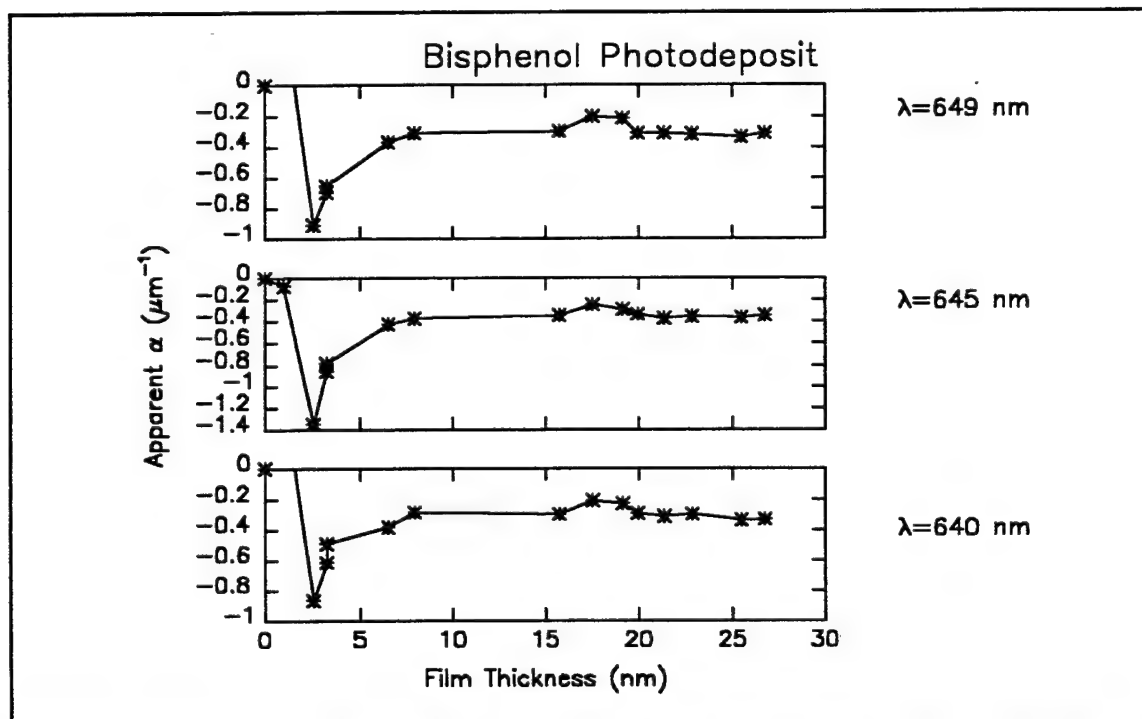 Bisphenol Photodeposit
0
−0.2
−0.4
−0.6
−0.8
−1
λ=649 nm
0
−0.2
−0.4
−0.6
−0.8
−1
−1.2
−1.4
λ=645 nm
Apparent α (μm⁻¹)
0
−0.2
−0.4
−0.6
−0.8
−1
λ=640 nm
0 5 10 15 20 25 30
Film Thickness (nm)